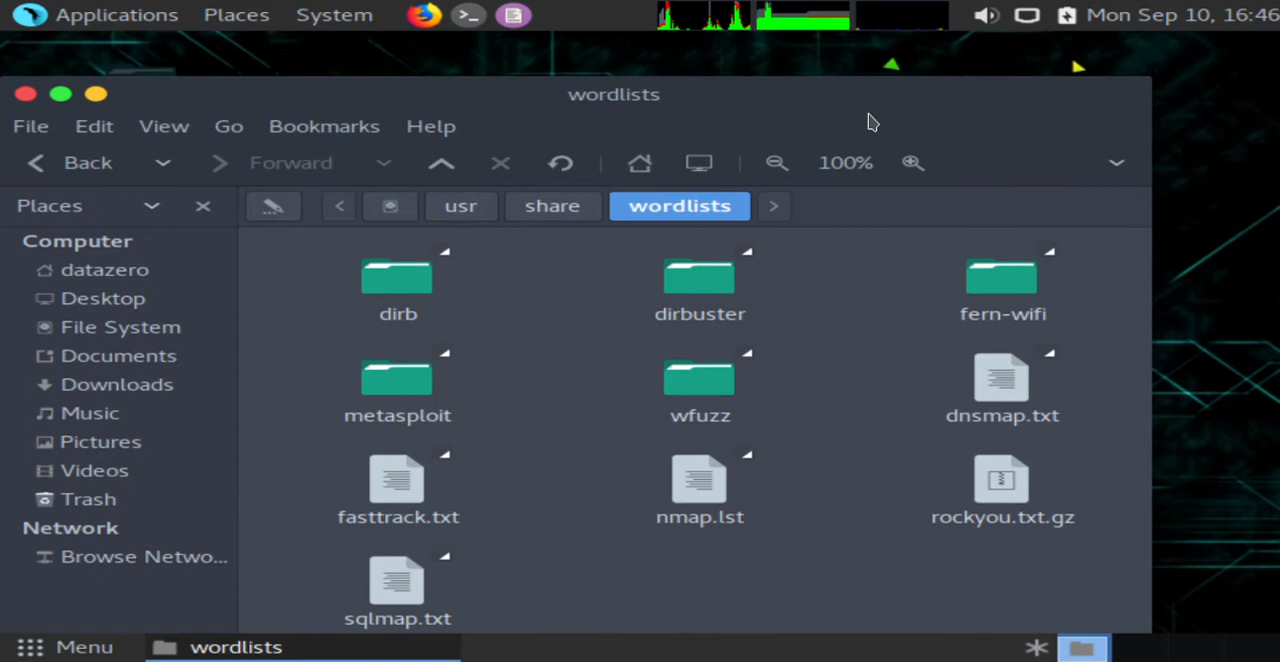 Applications Places System Mon Sep 10, 16:46
wordlists
File Edit View Go Bookmarks Help
Back Forward 100%
Places usr share wordlists
Computer
datazero
Desktop
File System
Documents
Downloads
Music
Pictures
Videos
Trash
Network
Browse Netwo...
dirb dirbuster fern-wifi
metasploit wfuzz dnsmap.txt
fasttrack.txt nmap.lst rockyou.txt.gz
sqlmap.txt
Menu wordlists